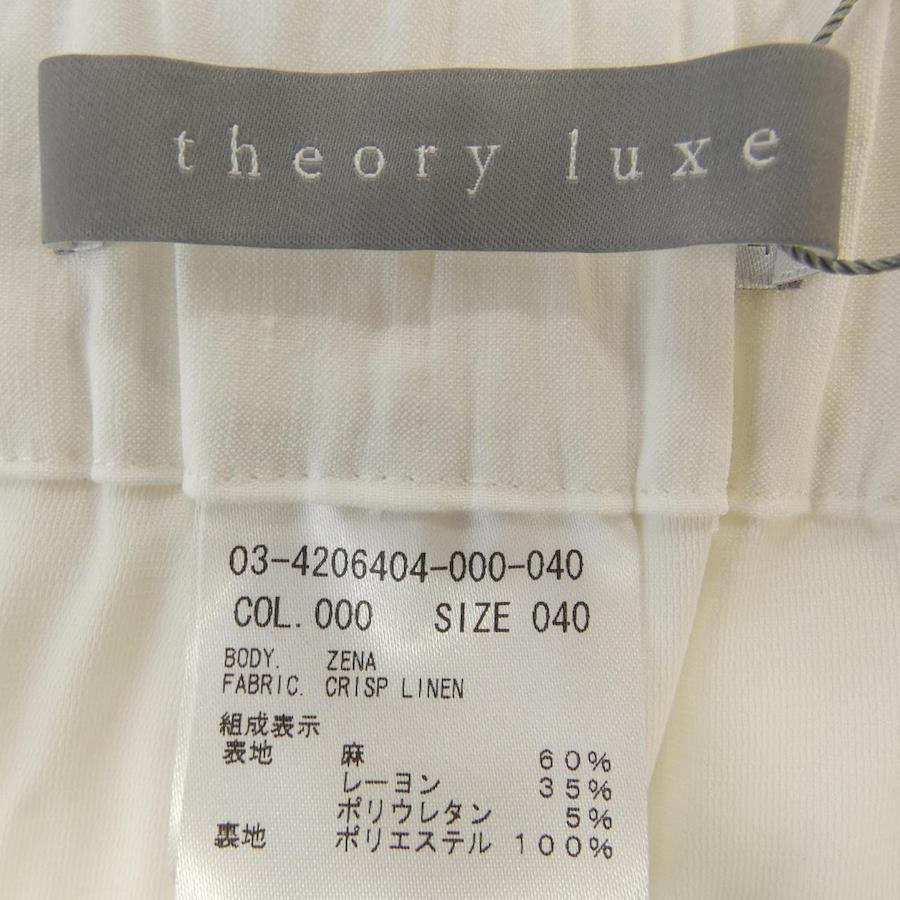 theory luxe
03-4206404-000-040
COL. 000 SIZE 040
BODY. ZENA
FABRIC. CRISP LINEN
組成表示
表地 麻 60%
レーヨン 35%
ポリウレタン 5%
裏地 ポリエステル 100%